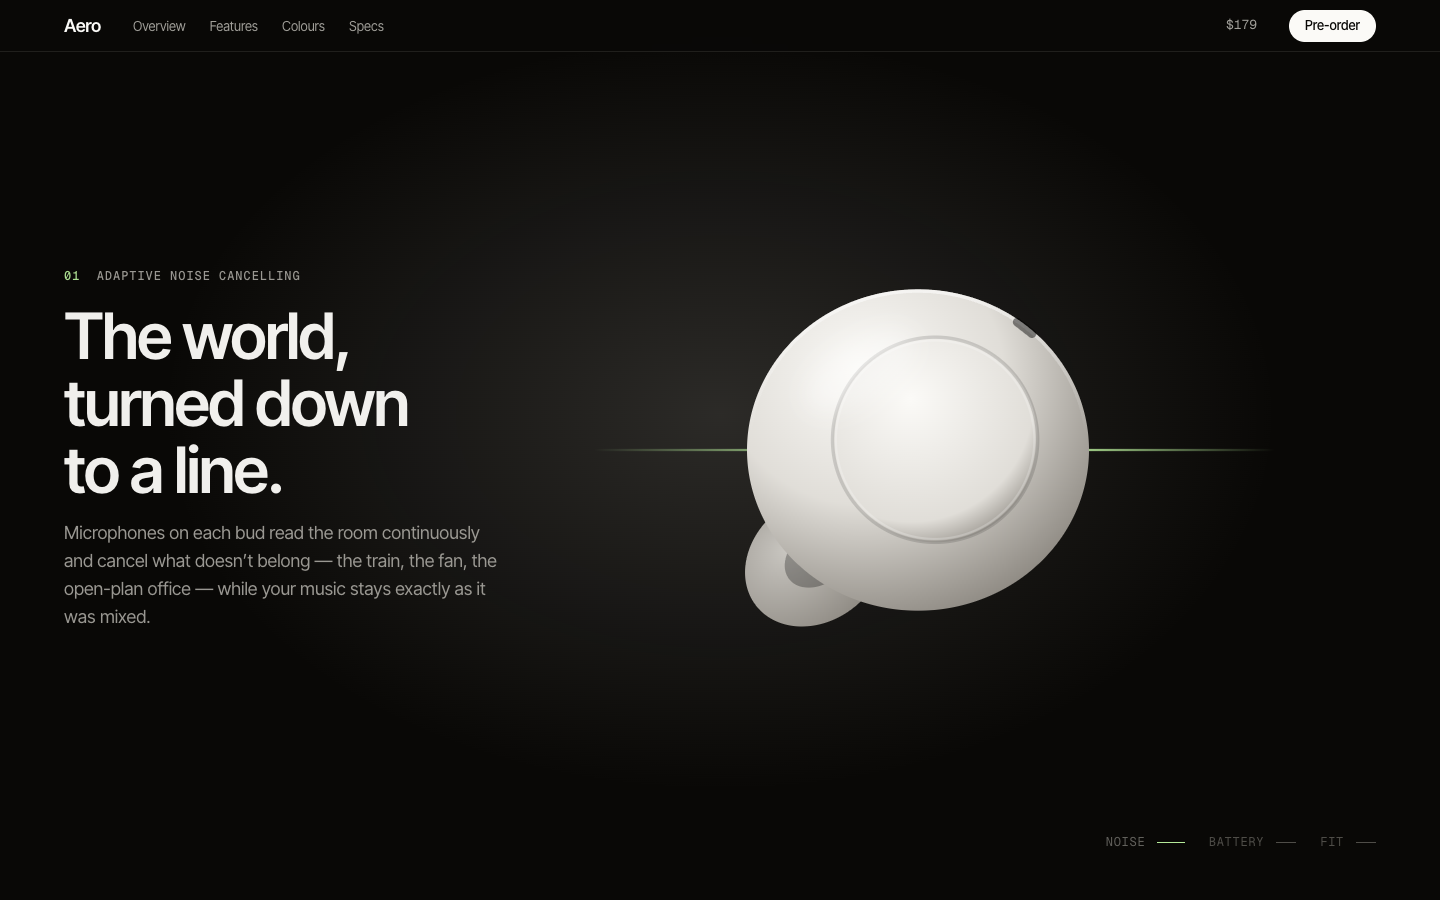 Aero Overview Features Colours Specs $179 Pre-order
01 ADAPTIVE NOISE CANCELLING
The world,
turned down
to a line.
Microphones on each bud read the room continuously
and cancel what doesn’t belong — the train, the fan, the
open-plan office — while your music stays exactly as it
was mixed.
NOISE BATTERY FIT